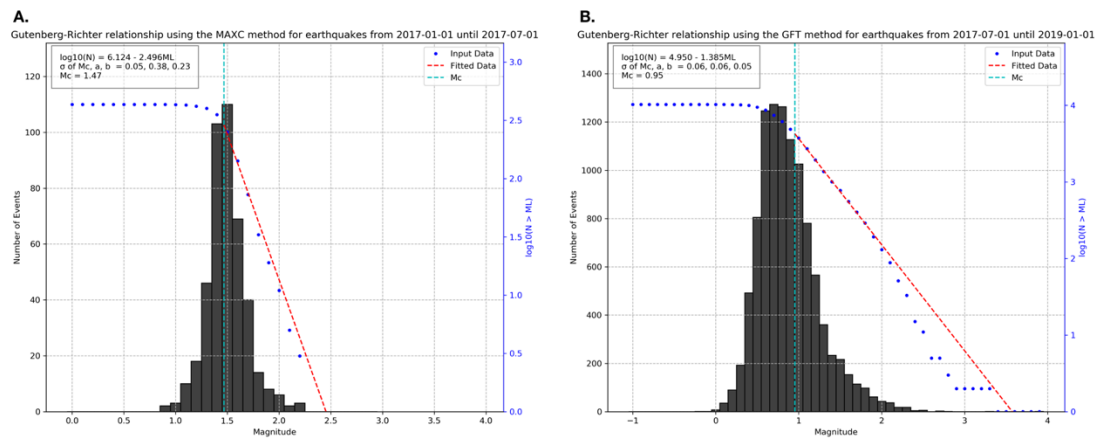 A.
Gutenberg-Richter relationship using the MAXC method for earthquakes from 2017-01-01 until 2017-07-01
log10(N) = 6.124 - 2.496ML
σ of Mc, a, b = 0.05, 0.38, 0.23
Mc = 1.47
Input Data
Fitted Data
Mc
Number of Events
120
100
80
60
40
20
0
log10(N > ML)
3.0
2.5
2.0
1.5
1.0
0.5
0.0
0.0 0.5 1.0 1.5 2.0 2.5 3.0 3.5 4.0
Magnitude
B.
Gutenberg-Richter relationship using the GFT method for earthquakes from 2017-07-01 until 2019-01-01
log10(N) = 4.950 - 1.385ML
σ of Mc, a, b = 0.06, 0.06, 0.05
Mc = 0.95
Input Data
Fitted Data
Mc
Number of Events
1400
1200
1000
800
600
400
200
0
log10(N > ML)
4
3
2
1
0
−1 0 1 2 3 4
Magnitude